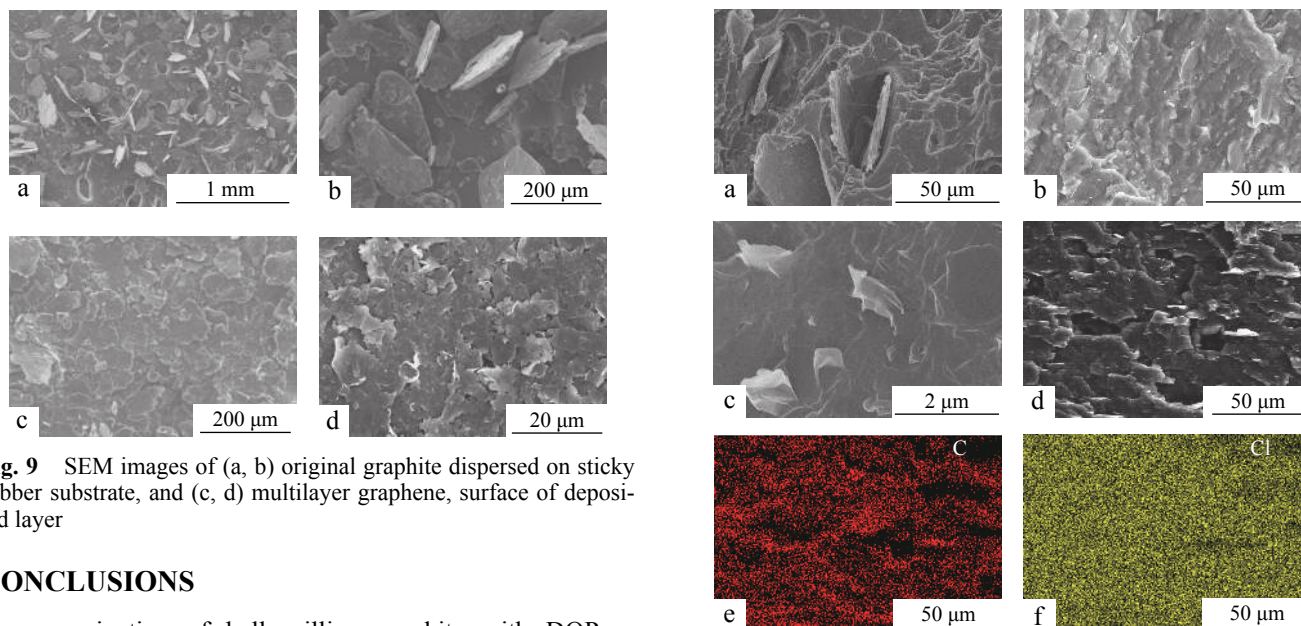 a
1 mm
b
200 μm
c
200 μm
d
20 μm
g. 9 SEM images of (a, b) original graphite dispersed on sticky
bber substrate, and (c, d) multilayer graphene, surface of deposi-
d layer
ONCLUSIONS
a
50 μm
b
50 μm
c
2 μm
d
50 μm
C
e
50 μm
Cl
f
50 μm